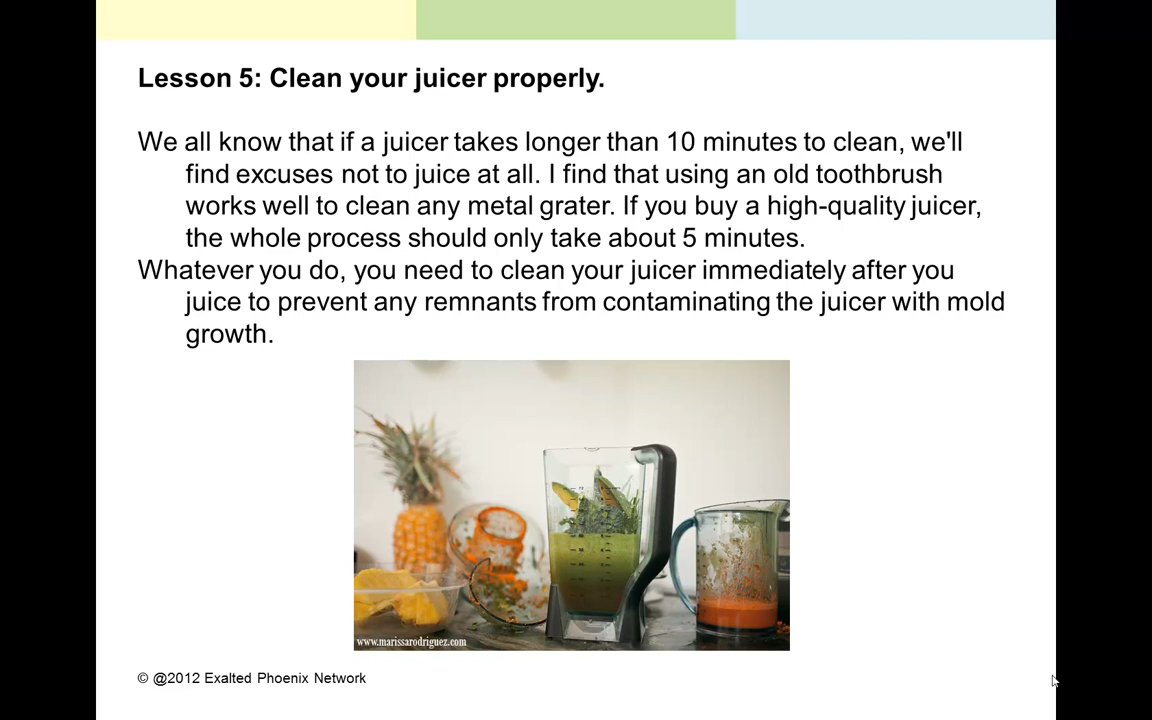 Lesson 5: Clean your juicer properly.
We all know that if a juicer takes longer than 10 minutes to clean, we'll
find excuses not to juice at all. I find that using an old toothbrush
works well to clean any metal grater. If you buy a high-quality juicer,
the whole process should only take about 5 minutes.
Whatever you do, you need to clean your juicer immediately after you
juice to prevent any remnants from contaminating the juicer with mold
growth.
www.marissarodriguez.com
© @2012 Exalted Phoenix Network